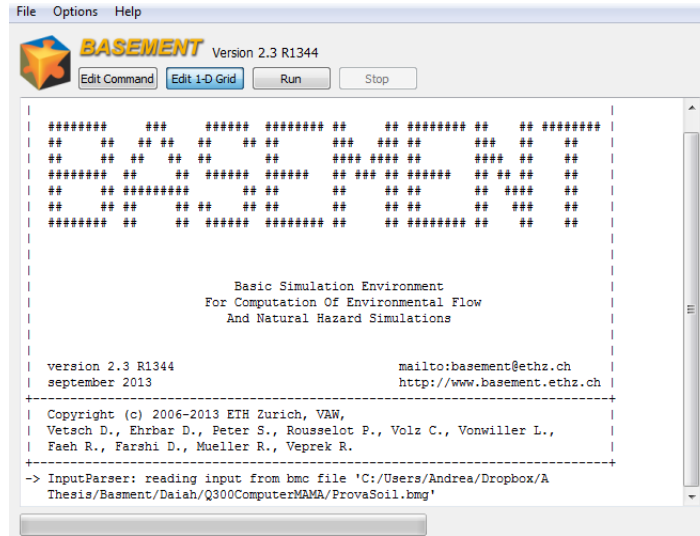 File Options Help
BASEMENT Version 2.3 R1344
Edit Command Edit 1-D Grid Run Stop
BASEMENT
Basic Simulation Environment
For Computation Of Environmental Flow
And Natural Hazard Simulations
version 2.3 R1344 mailto:basement@ethz.ch
september 2013 http://www.basement.ethz.ch
Copyright (c) 2006-2013 ETH Zurich, VAW,
Vetsch D., Ehrbar D., Peter S., Rousselot P., Volz C., Vonwiller L.,
Faeh R., Farshi D., Mueller R., Veprek R.
-> InputParser: reading input from bmc file 'C:/Users/Andrea/Dropbox/A
Thesis/Basment/Daiah/Q300ComputerMAMA/ProvaSoil.bmg'